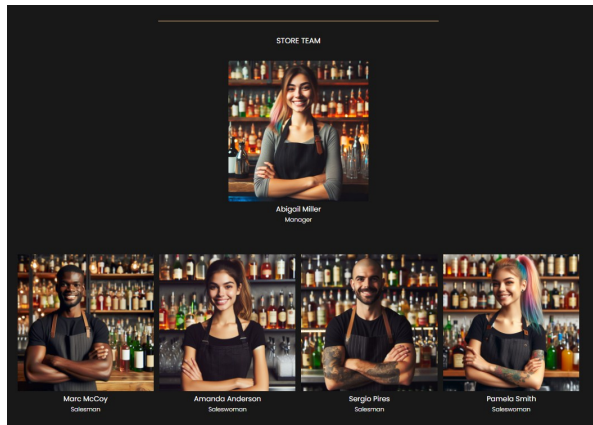 STORE TEAM
Abigail Miller
Manager
Marc McCoy
Salesman
Amanda Anderson
Saleswoman
Sergio Pires
Salesman
Pamela Smith
Saleswoman